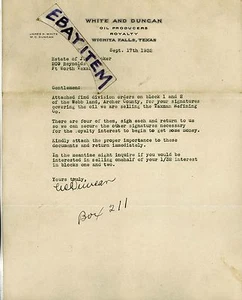 WHITE AND DUNCAN
OIL PRODUCERS
ROYALTY
WICHITA FALLS, TEXAS
EBAY ITEM
Sept. 17th 1920
Estate of
209 Reynolds
Ft Worth
Gentlemen:
Attached find division orders on block 1 and 2
of the Webb land, Archer County, for your signatures
covering the oil we are selling the Panhan Refining
Co.
There are four of them, sign each and return to us
so we can secure the other signatures necessary
for the royalty interest to begin to get some money.
Kindly attach the proper importance to these
documents and return immediately.
In the meantime might inquire if you would be
interested in selling onehalf of your 1/32 interest
in blocks one and two.
Yours truly,
Duncan
Box 211